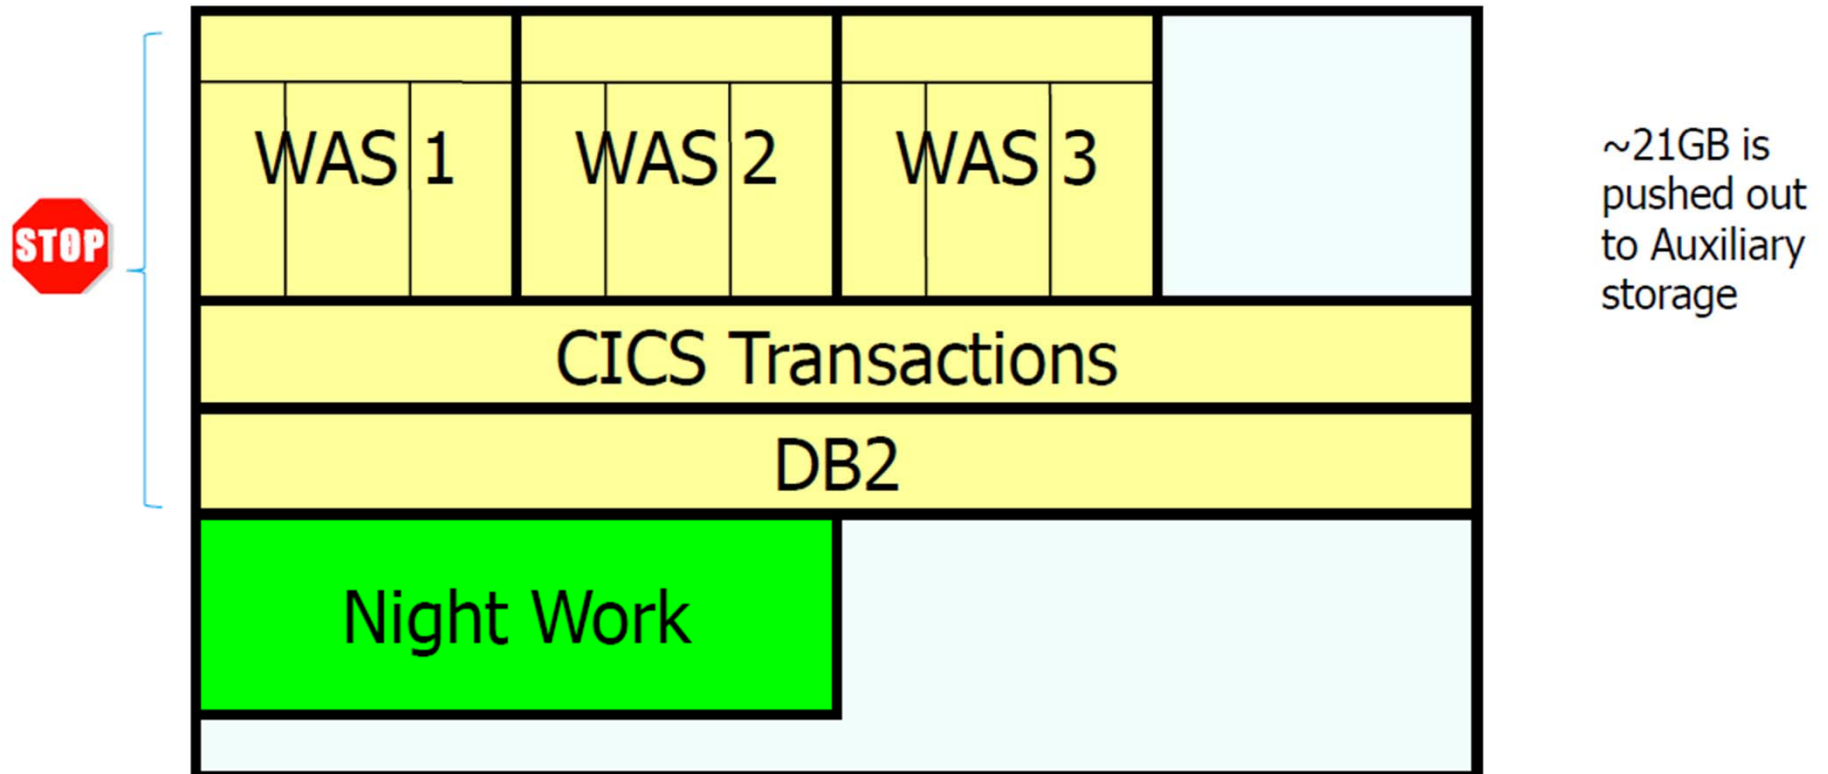 WAS 1
WAS 2
WAS 3
~21GB is
pushed out
to Auxiliary
storage
STOP
CICS Transactions
DB2
Night Work